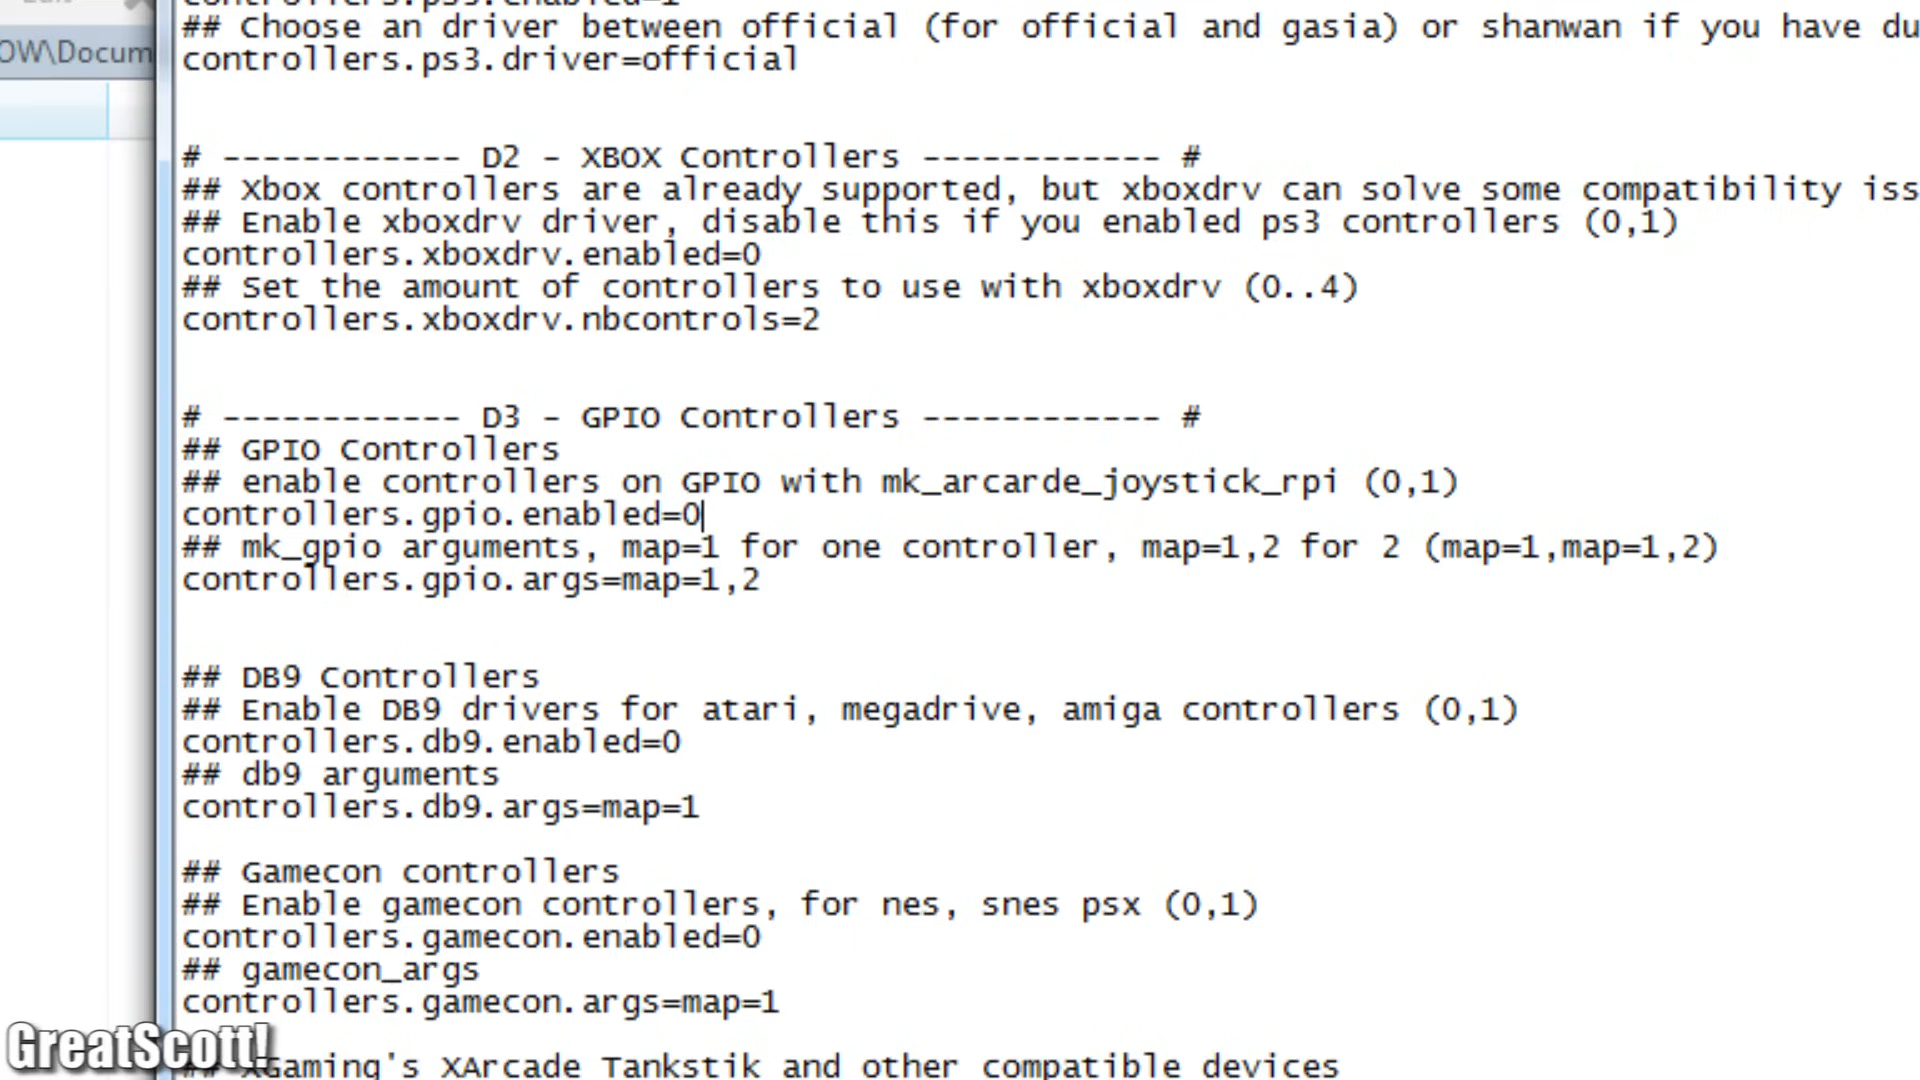 controllers.ps3.enabled=1
## Choose an driver between official (for official and gasia) or shanwan if you have du
OW\Docum
controllers.ps3.driver=official
# ------------ D2 - XBOX Controllers ------------ #
## Xbox controllers are already supported, but xboxdrv can solve some compatibility iss
## Enable xboxdrv driver, disable this if you enabled ps3 controllers (0,1)
controllers.xboxdrv.enabled=0
## Set the amount of controllers to use with xboxdrv (0..4)
controllers.xboxdrv.nbcontrols=2
# ------------ D3 - GPIO Controllers ------------ #
## GPIO Controllers
## enable controllers on GPIO with mk_arcarde_joystick_rpi (0,1)
controllers.gpio.enabled=0
## mk_gpio arguments, map=1 for one controller, map=1,2 for 2 (map=1,map=1,2)
controllers.gpio.args=map=1,2
## DB9 Controllers
## Enable DB9 drivers for atari, megadrive, amiga controllers (0,1)
controllers.db9.enabled=0
## db9 arguments
controllers.db9.args=map=1
## Gamecon controllers
## Enable gamecon controllers, for nes, snes psx (0,1)
controllers.gamecon.enabled=0
## gamecon_args
controllers.gamecon.args=map=1
GreatScott!
## XGaming's XArcade Tankstik and other compatible devices